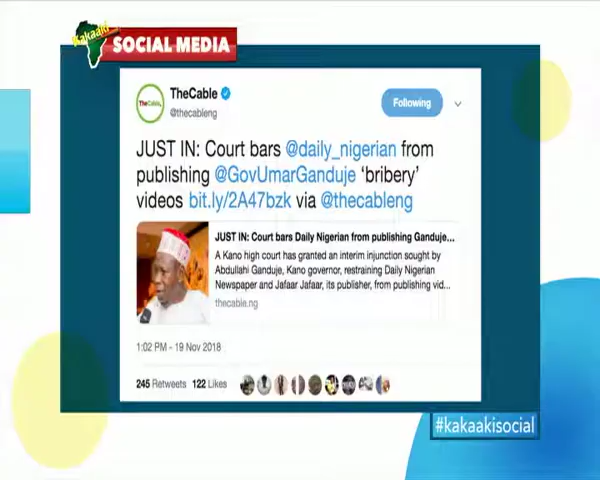 Kakaaki
SOCIAL MEDIA
TheCable
@thecableng
Following
JUST IN: Court bars @daily_nigerian from
publishing @GovUmarGanduje ‘bribery’
videos bit.ly/2A47bzk via @thecableng
TheCable
JUST IN: Court bars Daily Nigerian from publishing Ganduje...
A Kano high court has granted an interim injunction sought by
Abdullahi Ganduje, Kano governor, restraining Daily Nigerian
Newspaper and Jafaar Jafaar, its publisher, from publishing vid...
thecable.ng
1:02 PM - 19 Nov 2018
245 Retweets 122 Likes
#kakaakisocial